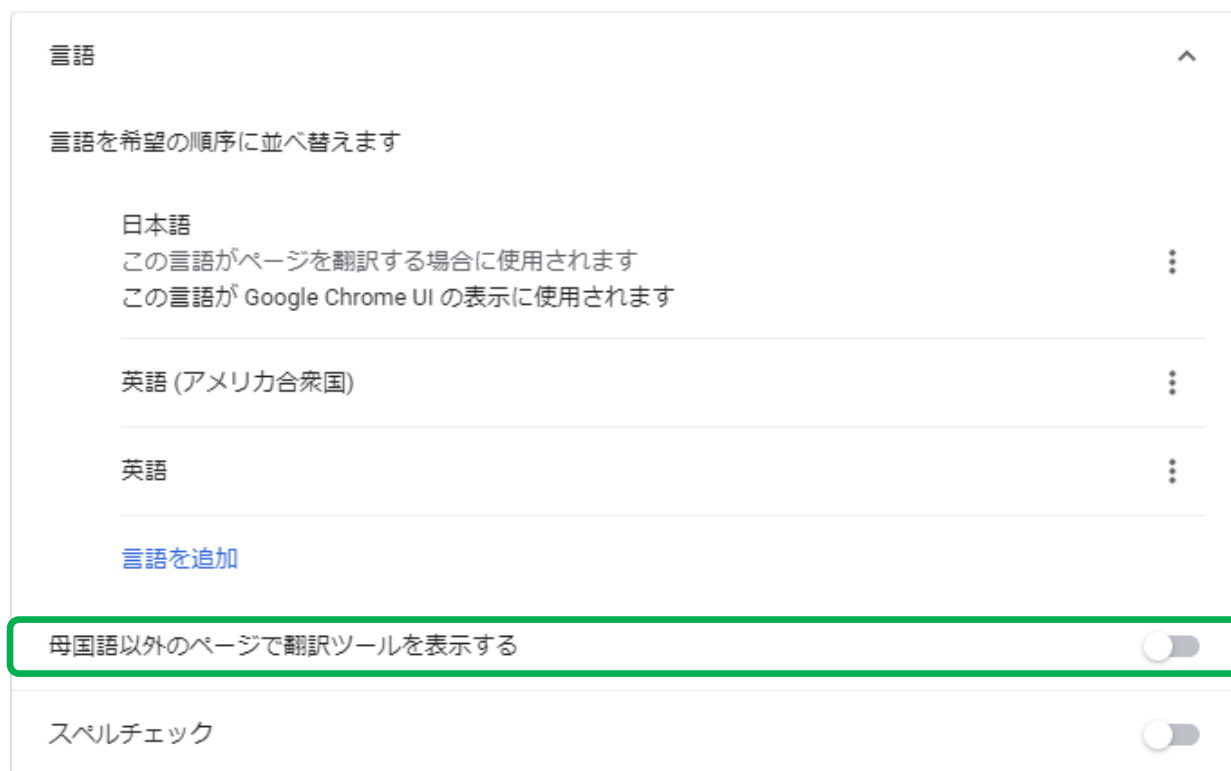 言語
言語を希望の順序に並べ替えます
日本語
この言語がページを翻訳する場合に使用されます
この言語が Google Chrome UI の表示に使用されます
英語 (アメリカ合衆国)
英語
言語を追加
母国語以外のページで翻訳ツールを表示する
スペルチェック